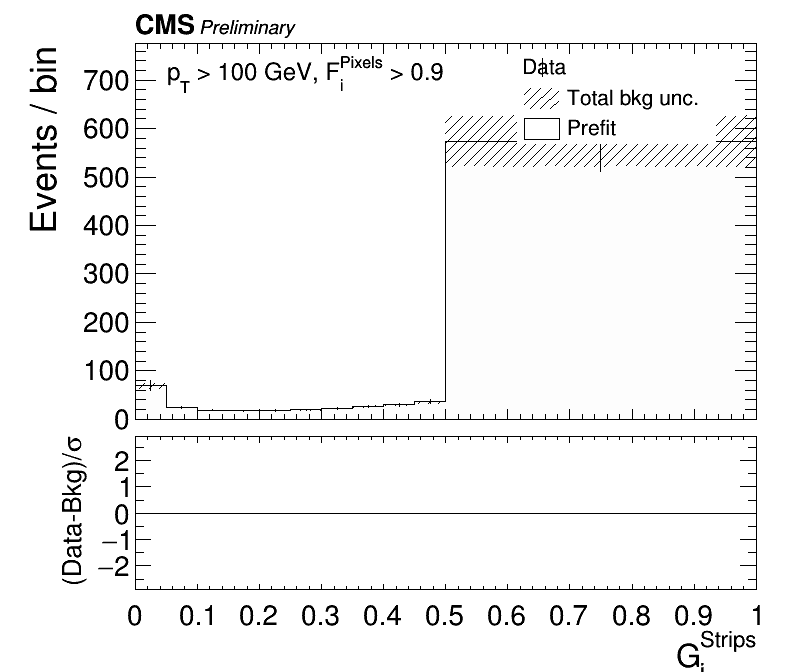 CMS Preliminary
p_T > 100 GeV, F_i^Pixels > 0.9
Data
Total bkg unc.
Prefit
Events / bin
700
600
500
400
300
200
100
0
(Data-Bkg)/σ
2
1
0
−1
−2
0 0.1 0.2 0.3 0.4 0.5 0.6 0.7 0.8 0.9 1
G_i^Strips